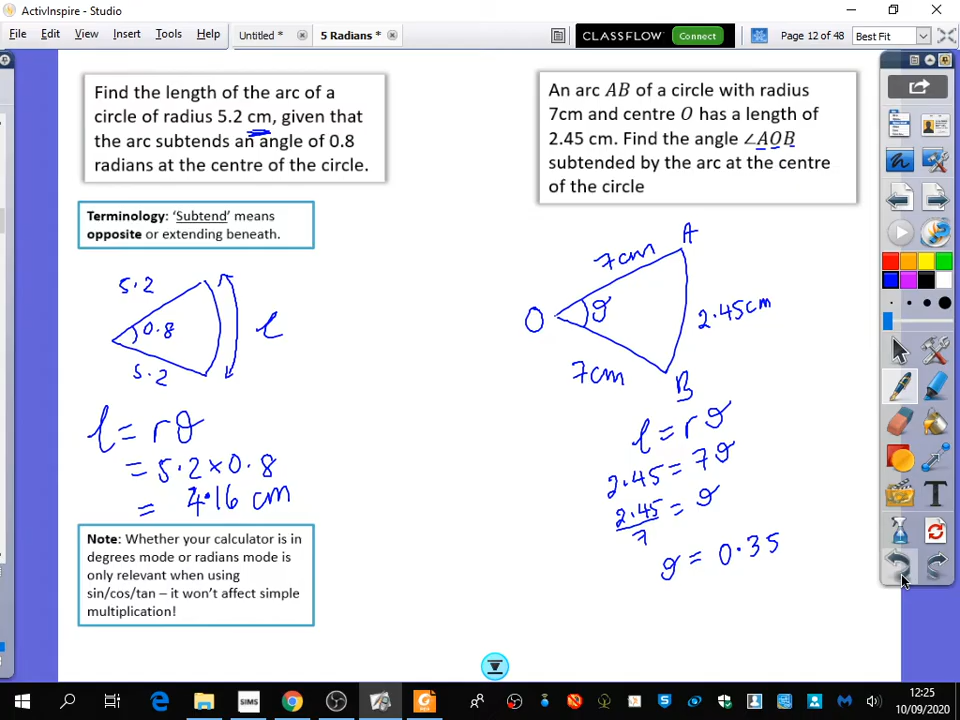 ActivInspire - Studio
File Edit View Insert Tools Help
Untitled *
5 Radians *
CLASSFLOW
Connect
Page 12 of 48
Best Fit
Find the length of the arc of a
circle of radius 5.2 cm, given that
the arc subtends an angle of 0.8
radians at the centre of the circle.
Terminology: ‘Subtend’ means
opposite or extending beneath.
5.2
0.8
l
5.2
l = rθ
= 5.2 × 0.8
= 4.16 cm
Note: Whether your calculator is in
degrees mode or radians mode is
only relevant when using
sin/cos/tan – it won’t affect simple
multiplication!
An arc AB of a circle with radius
7cm and centre O has a length of
2.45 cm. Find the angle ∠AOB
subtended by the arc at the centre
of the circle
A
7cm
O
θ
2.45cm
7cm
B
l = rθ
2.45 = 7θ
2.45/7 = θ
θ = 0.35
T
SIMS
12:25
10/09/2020